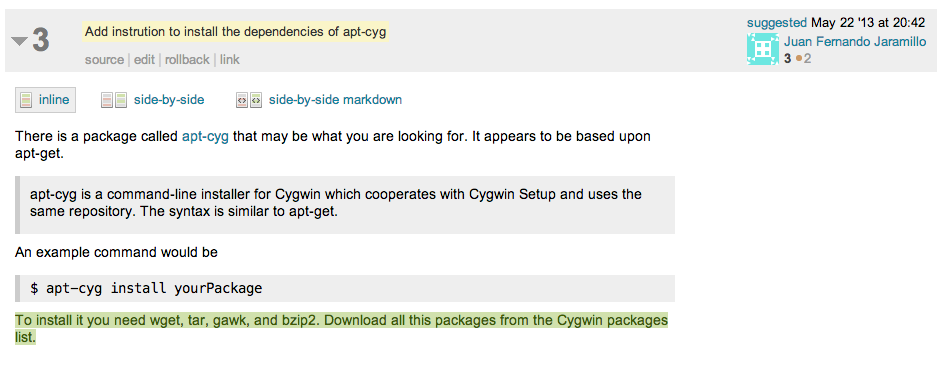 3
Add instrution to install the dependencies of apt-cyg
source | edit | rollback | link
suggested May 22 '13 at 20:42
Juan Fernando Jaramillo
3 ●2
inline side-by-side side-by-side markdown
There is a package called apt-cyg that may be what you are looking for. It appears to be based upon
apt-get.
apt-cyg is a command-line installer for Cygwin which cooperates with Cygwin Setup and uses the
same repository. The syntax is similar to apt-get.
An example command would be
$ apt-cyg install yourPackage
To install it you need wget, tar, gawk, and bzip2. Download all this packages from the Cygwin packages
list.